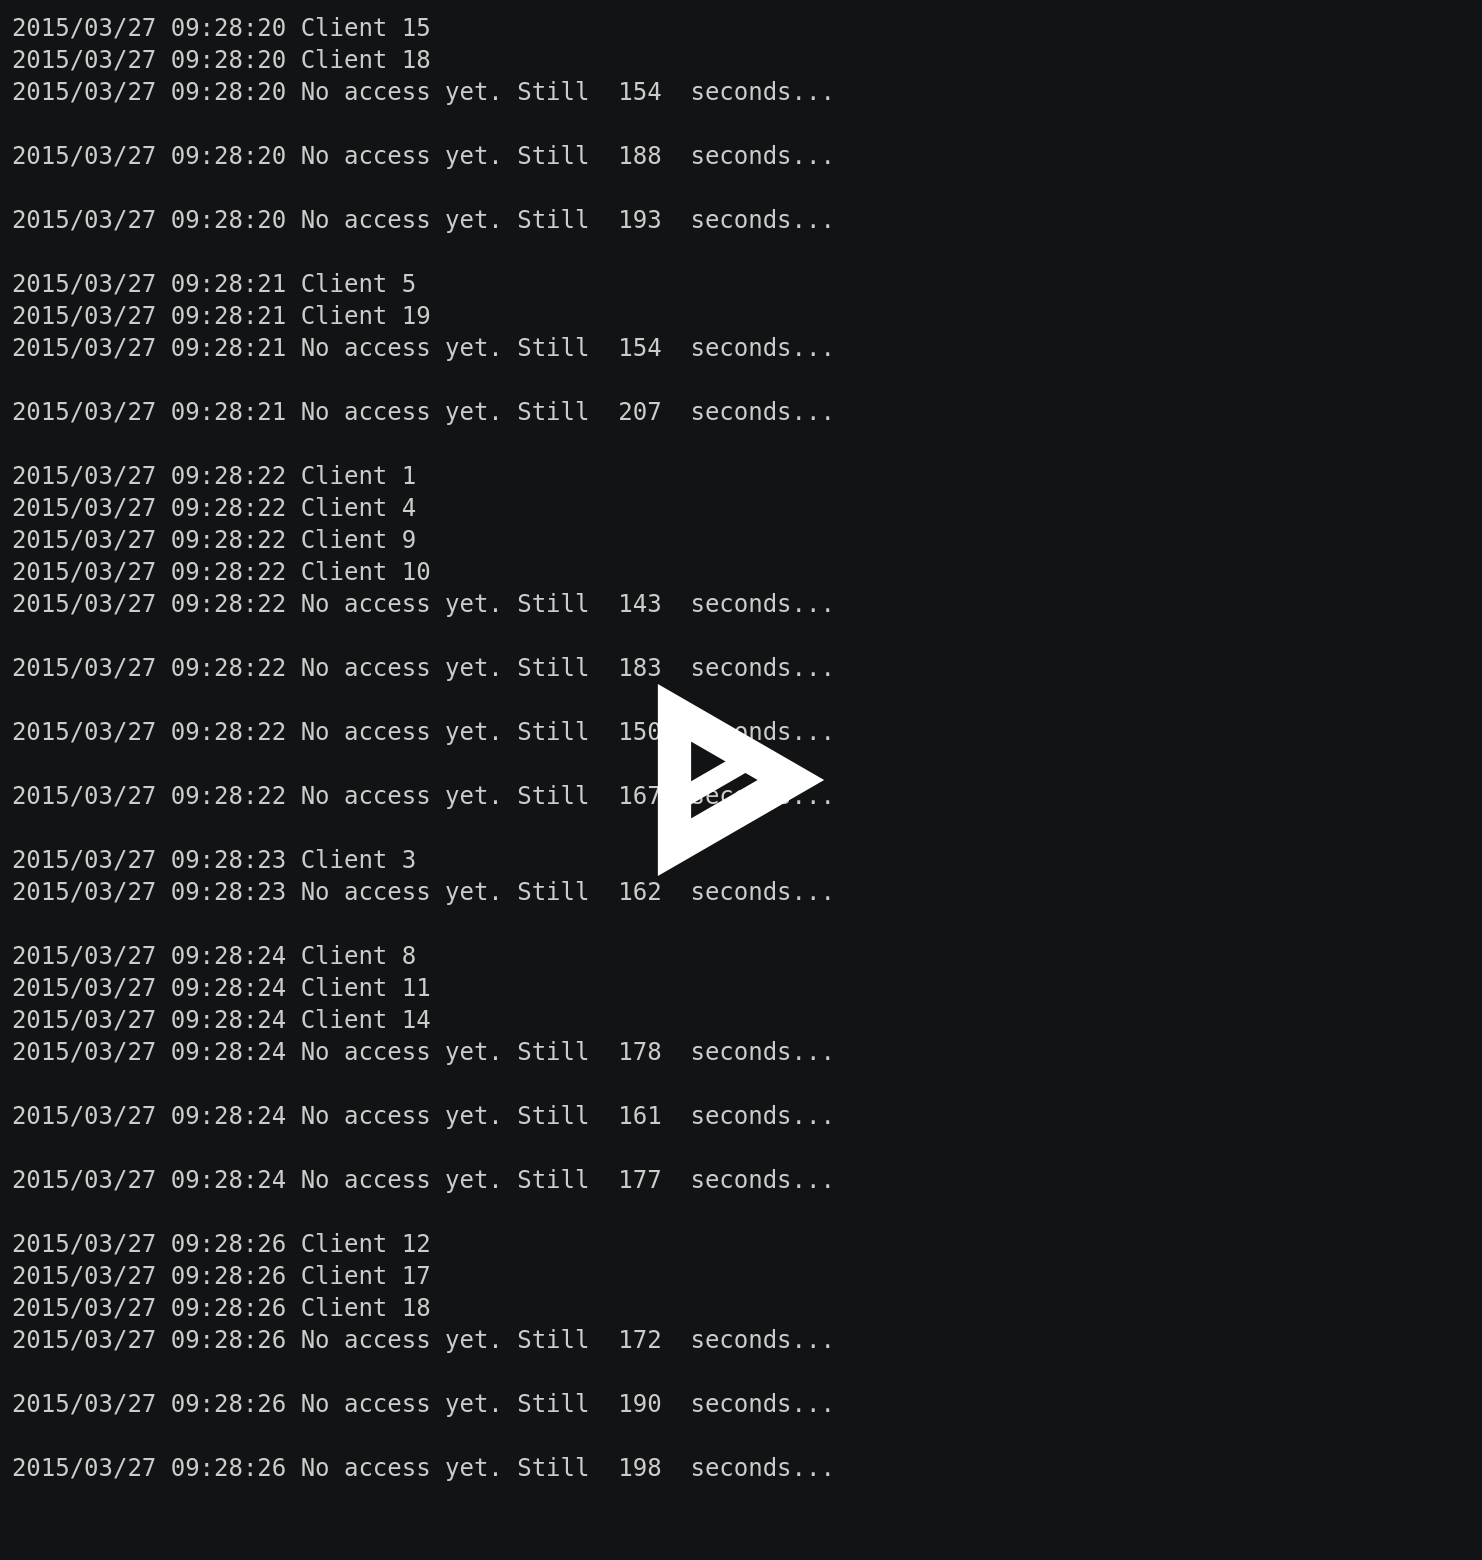 2015/03/27 09:28:20 Client 15
2015/03/27 09:28:20 Client 18
2015/03/27 09:28:20 No access yet. Still  154  seconds...
2015/03/27 09:28:20 No access yet. Still  188  seconds...
2015/03/27 09:28:20 No access yet. Still  193  seconds...
2015/03/27 09:28:21 Client 5
2015/03/27 09:28:21 Client 19
2015/03/27 09:28:21 No access yet. Still  154  seconds...
2015/03/27 09:28:21 No access yet. Still  207  seconds...
2015/03/27 09:28:22 Client 1
2015/03/27 09:28:22 Client 4
2015/03/27 09:28:22 Client 9
2015/03/27 09:28:22 Client 10
2015/03/27 09:28:22 No access yet. Still  143  seconds...
2015/03/27 09:28:22 No access yet. Still  183  seconds...
2015/03/27 09:28:22 No access yet. Still  150  seconds...
2015/03/27 09:28:22 No access yet. Still  167  seconds...
2015/03/27 09:28:23 Client 3
2015/03/27 09:28:23 No access yet. Still  162  seconds...
2015/03/27 09:28:24 Client 8
2015/03/27 09:28:24 Client 11
2015/03/27 09:28:24 Client 14
2015/03/27 09:28:24 No access yet. Still  178  seconds...
2015/03/27 09:28:24 No access yet. Still  161  seconds...
2015/03/27 09:28:24 No access yet. Still  177  seconds...
2015/03/27 09:28:26 Client 12
2015/03/27 09:28:26 Client 17
2015/03/27 09:28:26 Client 18
2015/03/27 09:28:26 No access yet. Still  172  seconds...
2015/03/27 09:28:26 No access yet. Still  190  seconds...
2015/03/27 09:28:26 No access yet. Still  198  seconds...